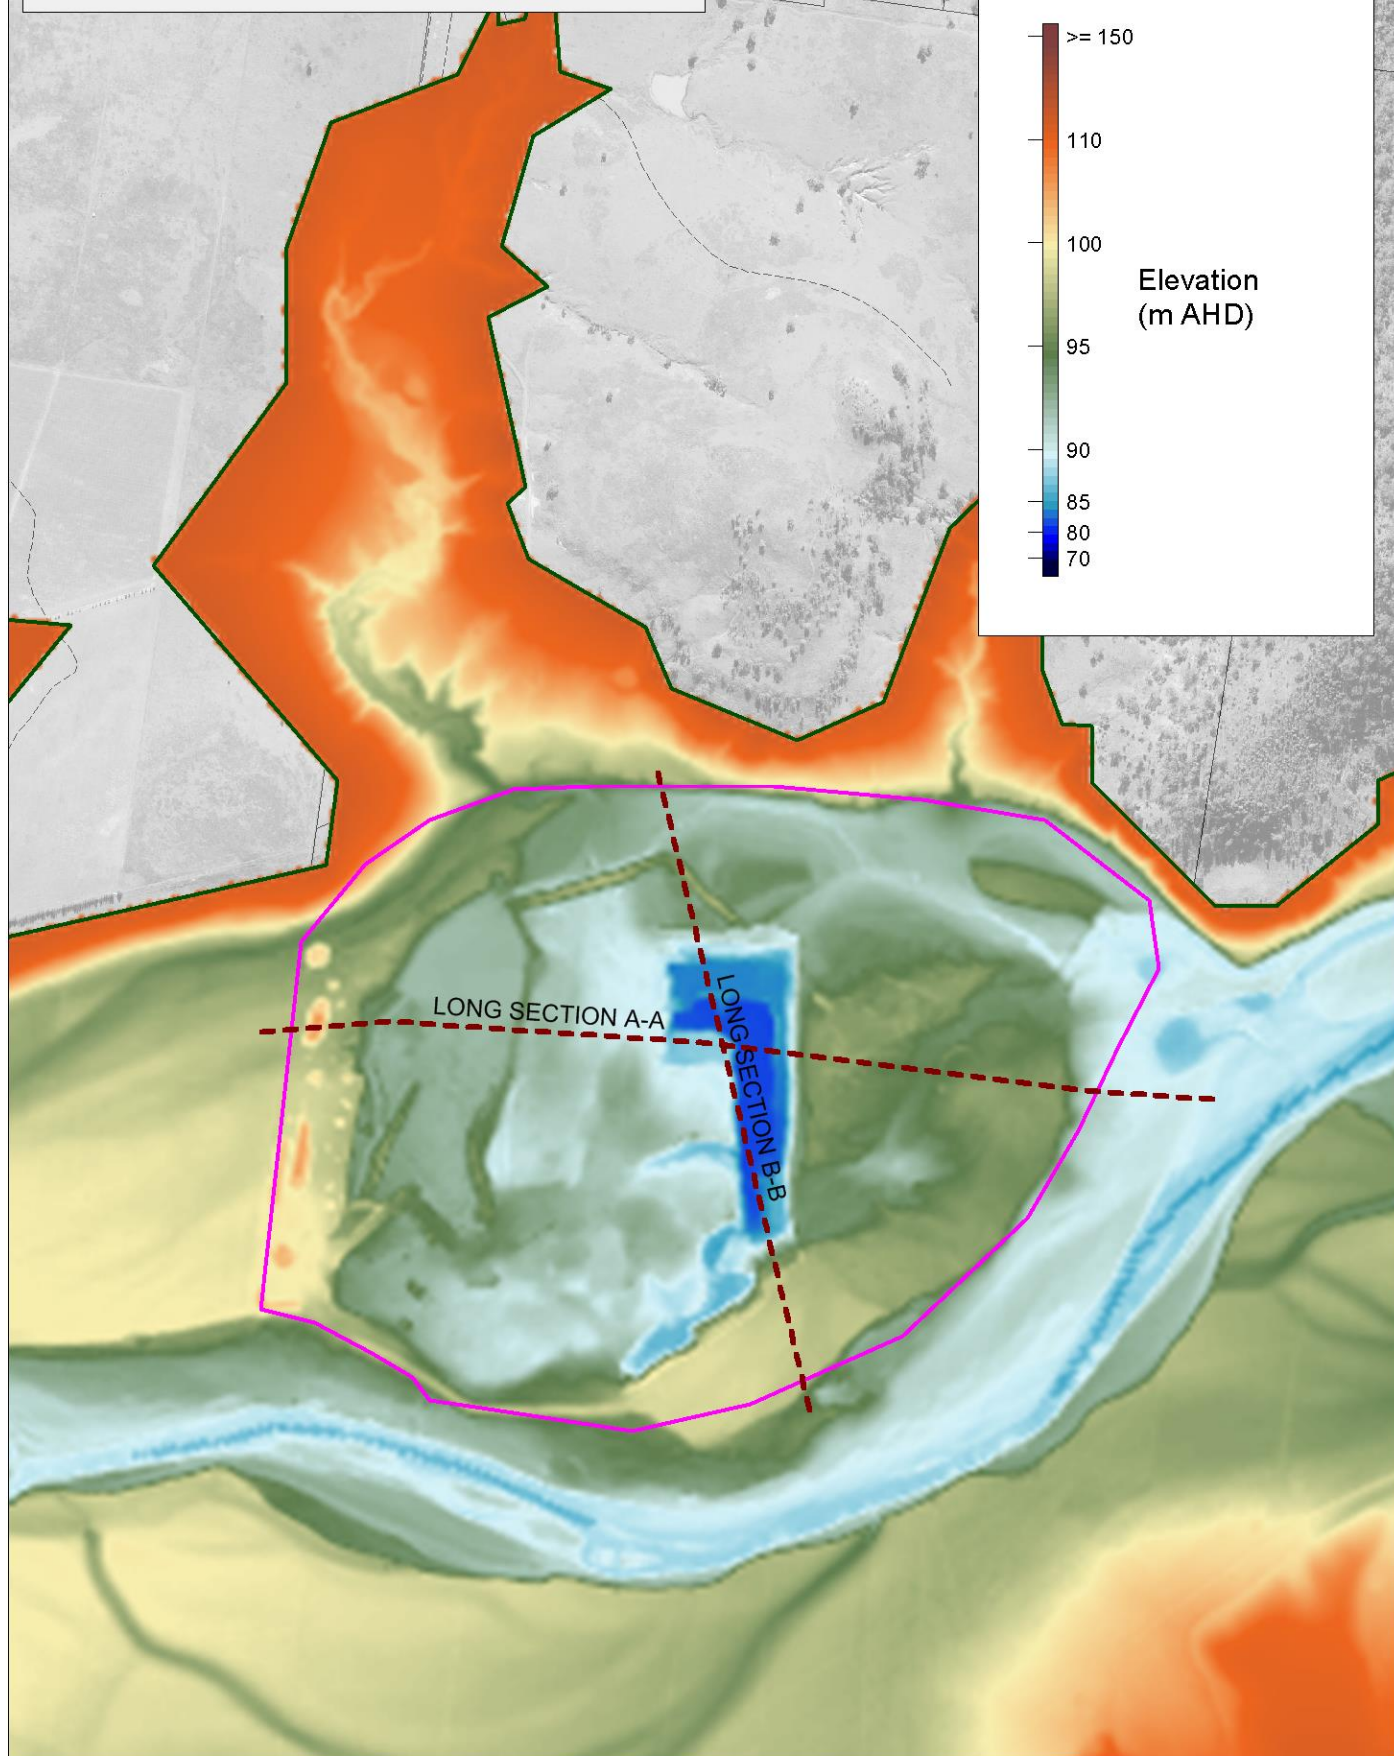 >= 150
110
100
Elevation
(m AHD)
95
90
85
80
70
LONG SECTION A-A
LONG SECTION B-B